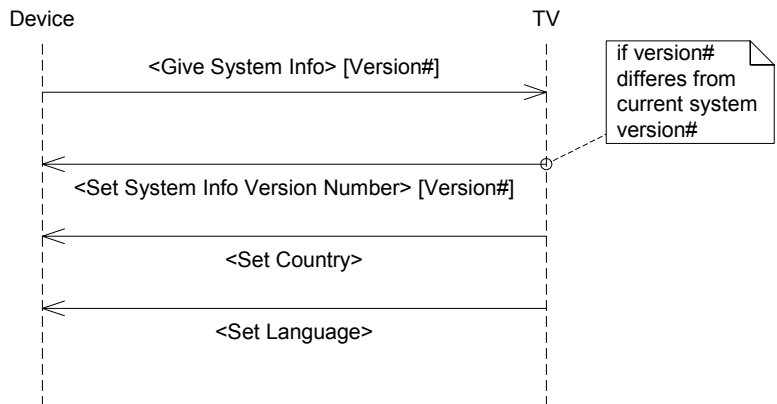 Device
TV
<Give System Info> [Version#]
if version#
differes from
current system
version#
<Set System Info Version Number> [Version#]
<Set Country>
<Set Language>